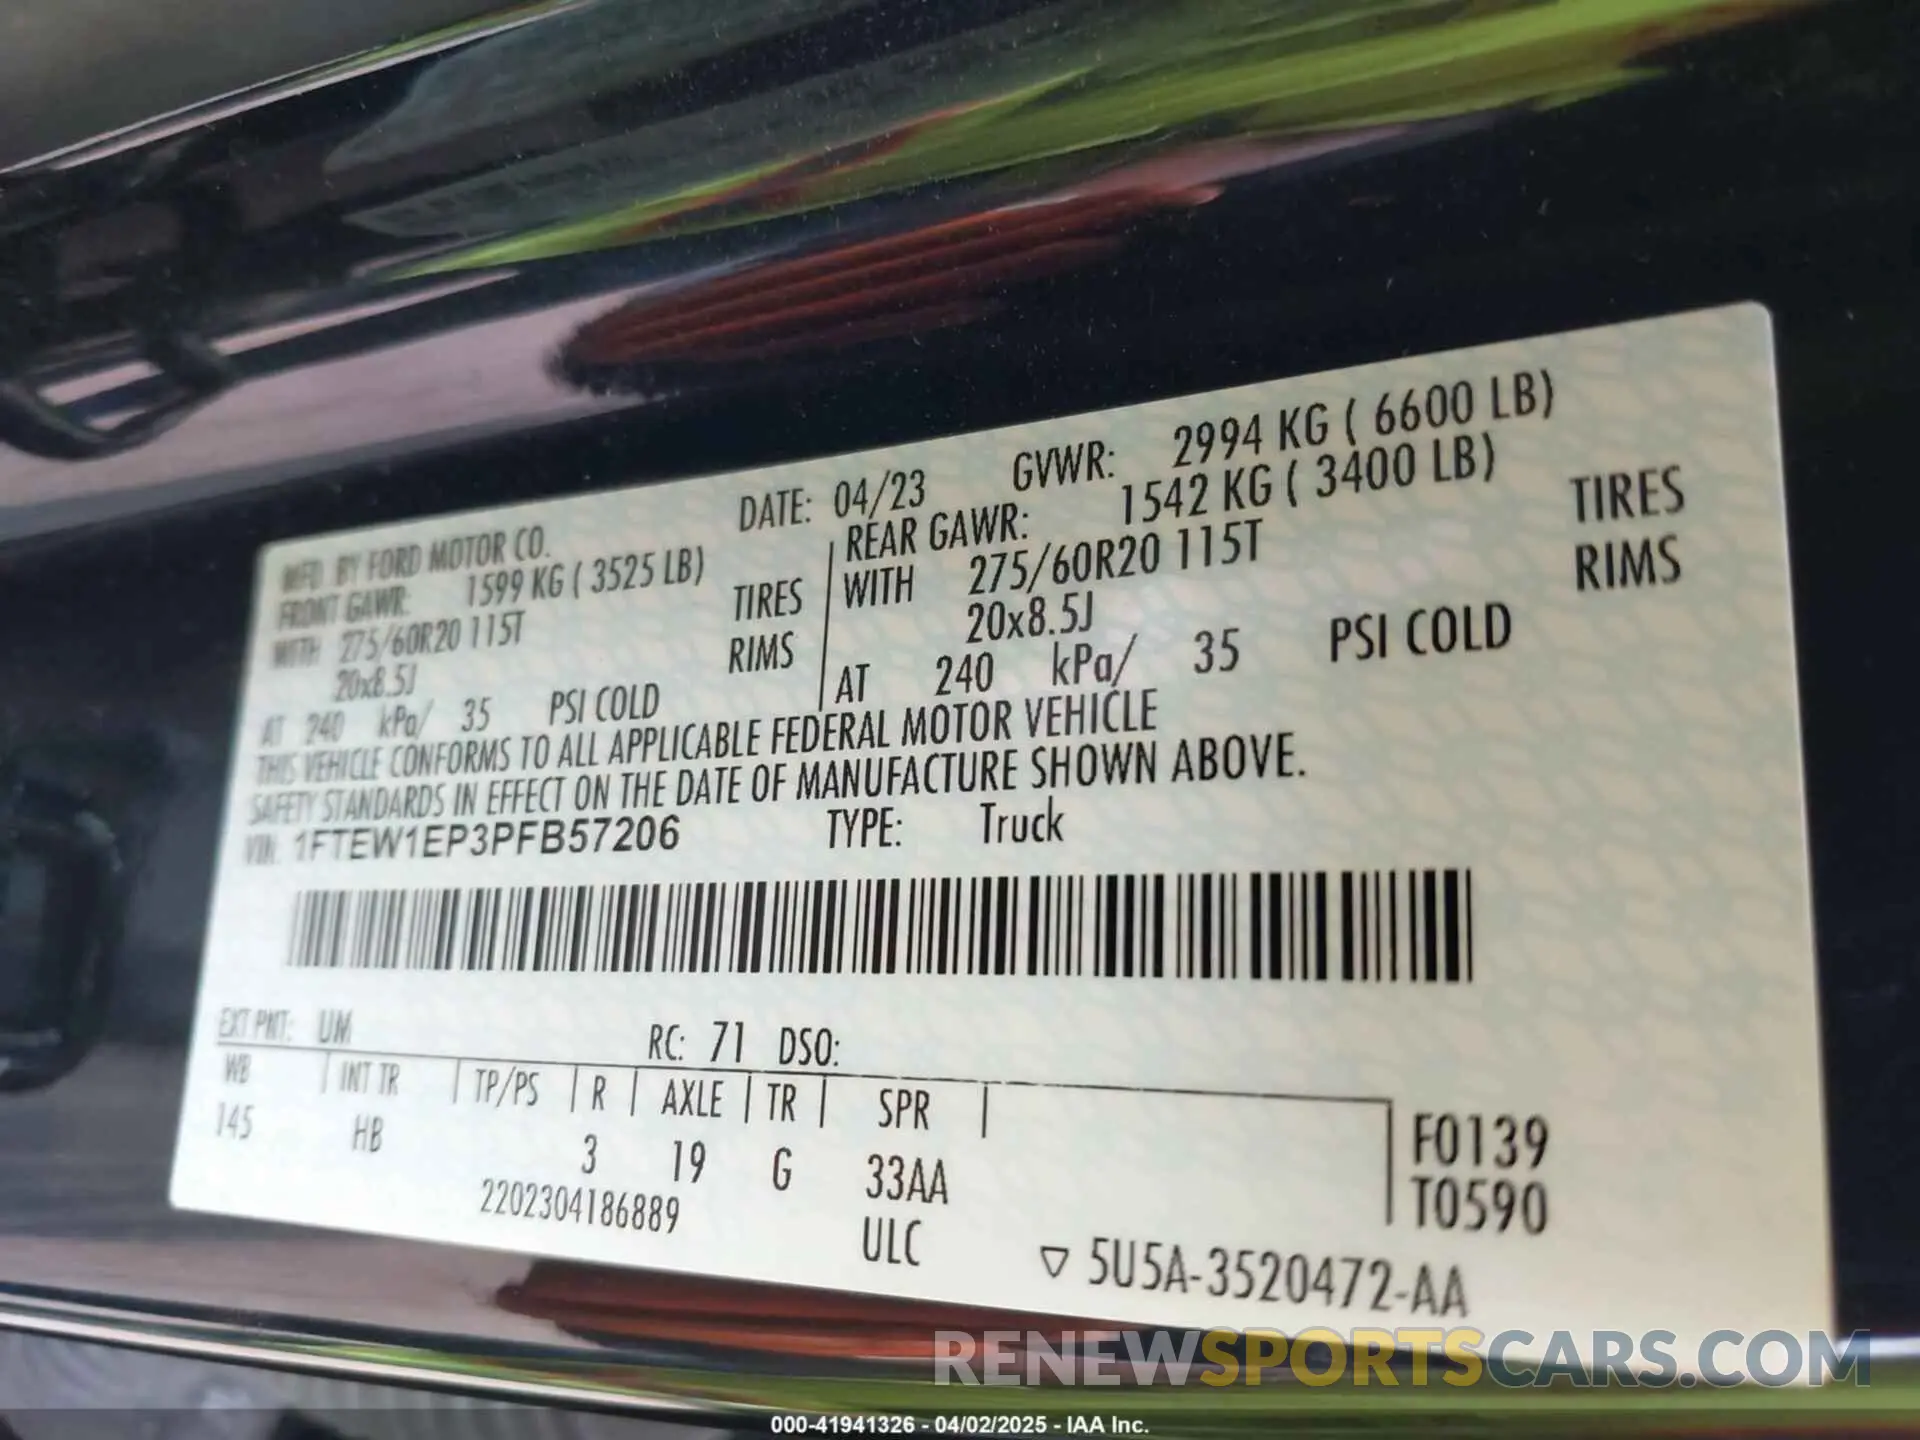 MFD. BY FORD MOTOR CO. DATE: 04/23 GVWR: 2994 KG ( 6600 LB)
FRONT GAWR: 1599 KG ( 3525 LB) REAR GAWR: 1542 KG ( 3400 LB)
WITH 275/60R20 115T TIRES WITH 275/60R20 115T TIRES
20x8.5J RIMS 20x8.5J RIMS
AT 240 kPa/ 35 PSI COLD AT 240 kPa/ 35 PSI COLD
THIS VEHICLE CONFORMS TO ALL APPLICABLE FEDERAL MOTOR VEHICLE
SAFETY STANDARDS IN EFFECT ON THE DATE OF MANUFACTURE SHOWN ABOVE.
VIN: 1FTEW1EP3PFB57206 TYPE: Truck
EXT PNT: UM RC: 71 DSO:
WB INT TR TP/PS R AXLE TR SPR
145 HB 3 19 G 33AA F0139
2202304186889 ULC T0590
▽ 5U5A-3520472-AA
RENEWSPORTSCARS.COM
000-41941326 - 04/02/2025 - IAA Inc.